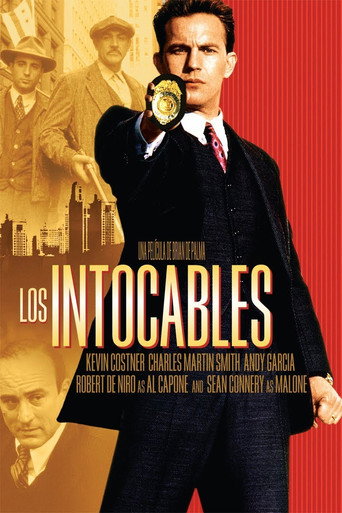 UNA PELÍCULA DE BRIAN DE PALMA
LOS INTOCABLES
KEVIN COSTNER CHARLES MARTIN SMITH ANDY GARCIA
ROBERT DE NIRO AS AL CAPONE AND SEAN CONNERY AS MALONE